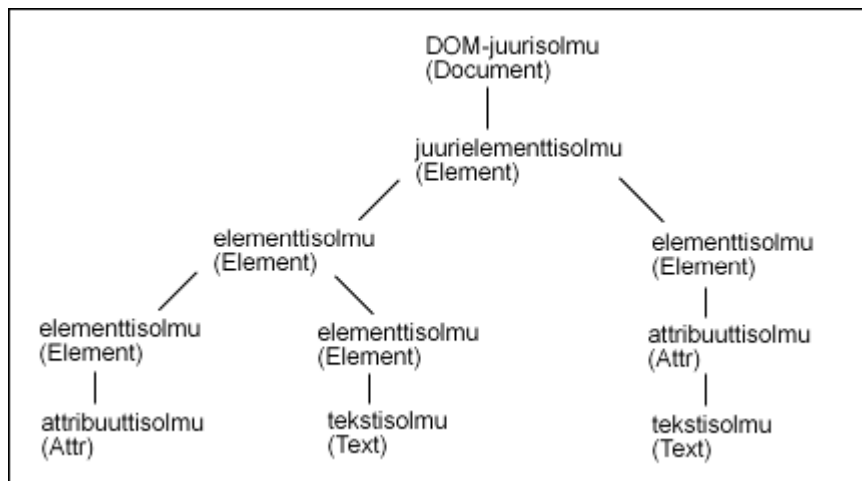 DOM-juurisolmu
(Document)
juurielementtisolmu
(Element)
elementtisolmu
(Element)
elementtisolmu
(Element)
elementtisolmu
(Element)
elementtisolmu
(Element)
attribuuttisolmu
(Attr)
attribuuttisolmu
(Attr)
tekstisolmu
(Text)
tekstisolmu
(Text)